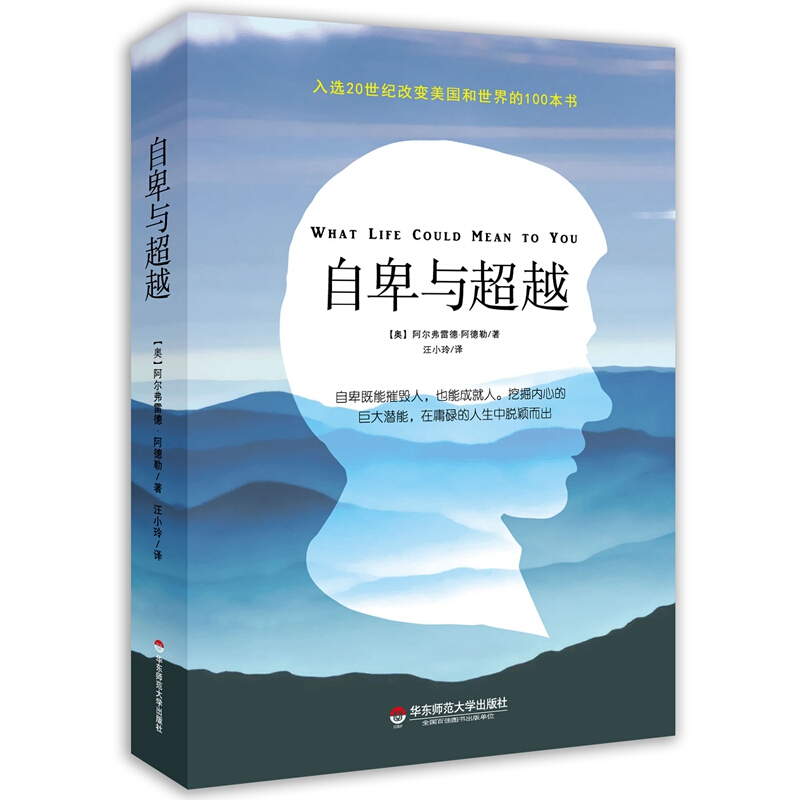 入选20世纪改变美国和世界的100本书
WHAT LIFE COULD MEAN TO YOU
自卑与超越
【奥】阿尔弗雷德·阿德勒/著
汪小玲/译
自卑既能摧毁人，也能成就人。挖掘内心的
巨大潜能，在庸碌的人生中脱颖而出
华东师范大学出版社
全国百佳图书出版单位
自卑与超越
【奥】阿尔弗雷德·阿德勒/著 汪小玲/译
华东师范大学出版社